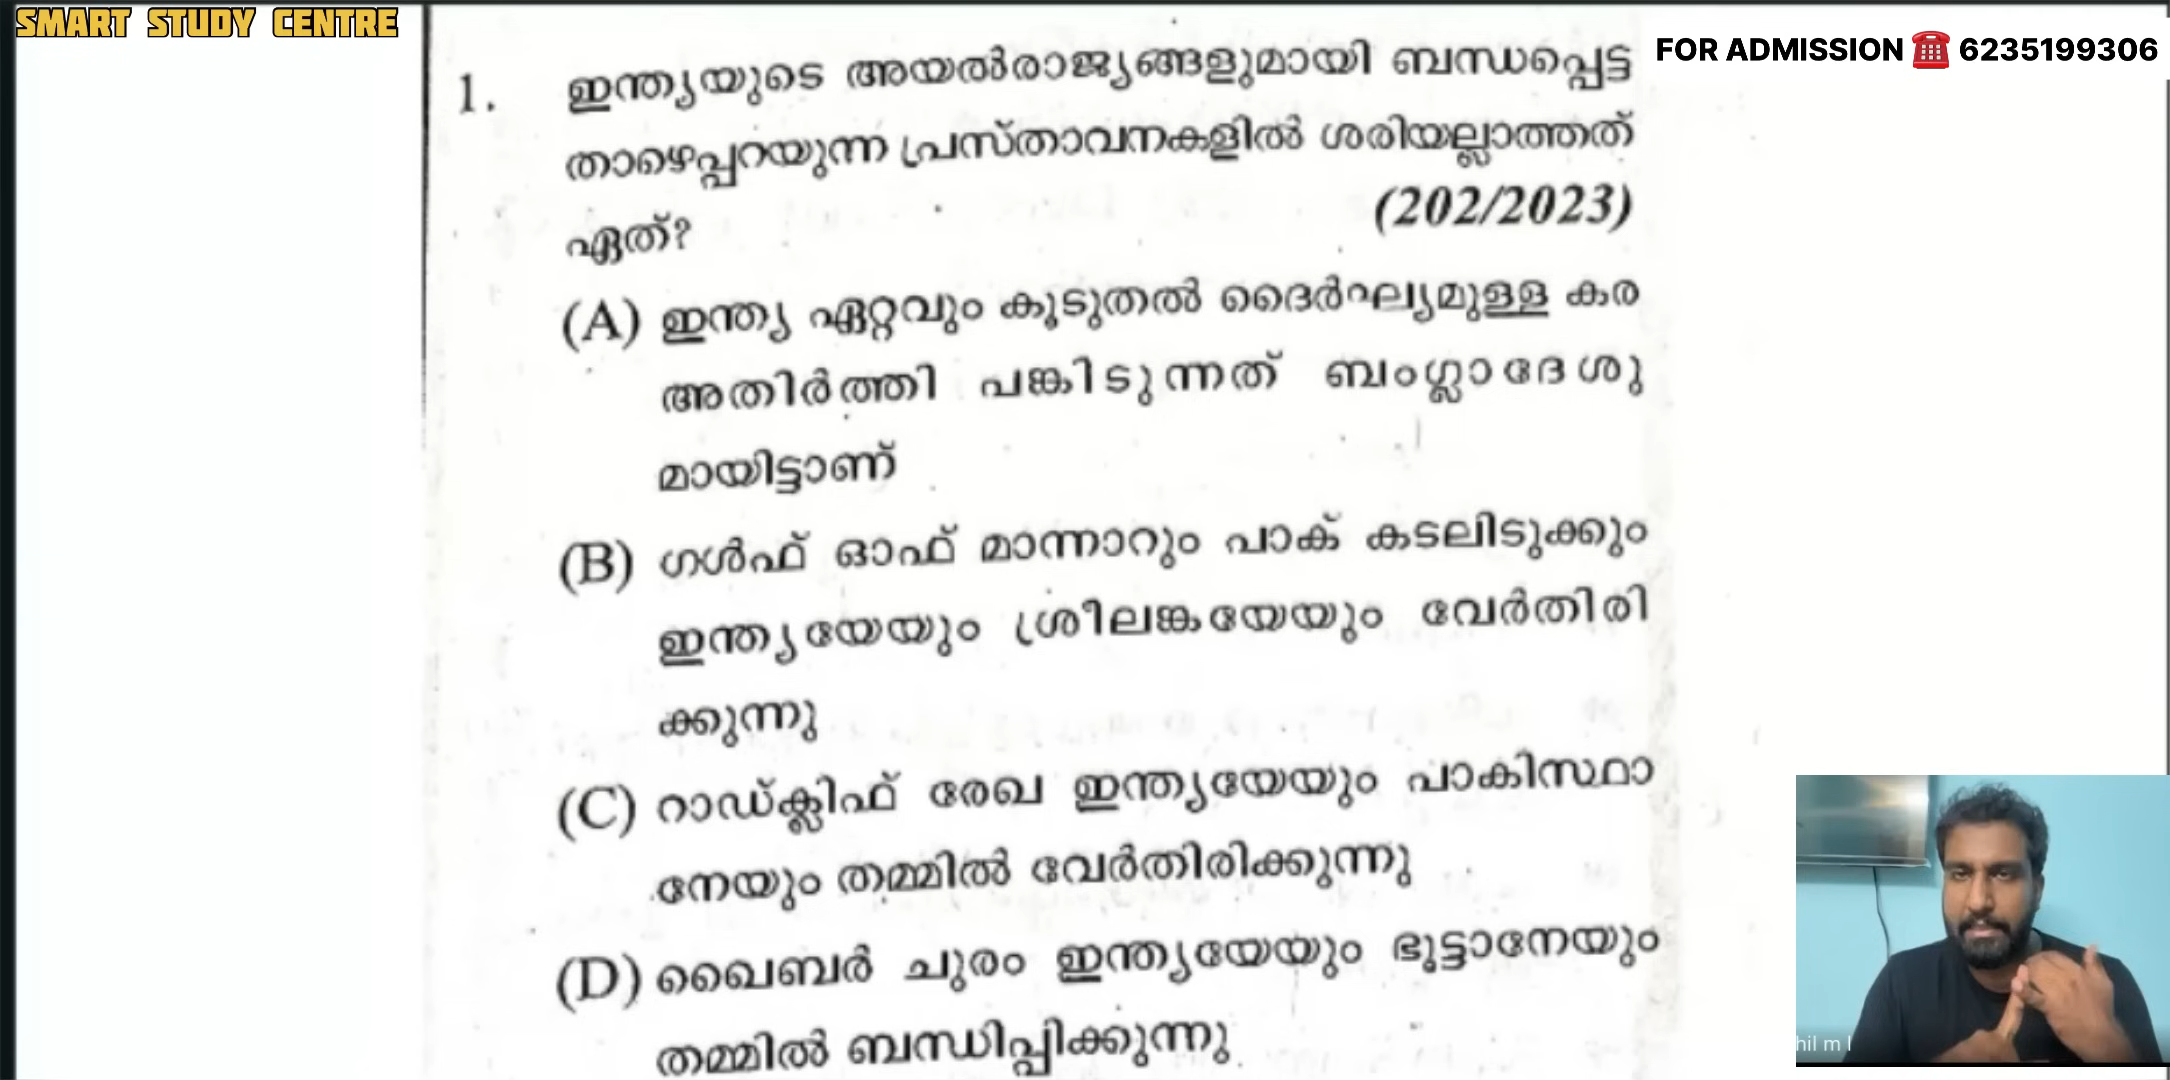 SMART STUDY CENTRE
FOR ADMISSION ☎️ 6235199306
1. ഇന്ത്യയുടെ അയൽരാജ്യങ്ങളുമായി ബന്ധപ്പെട്ട
താഴെപ്പറയുന്ന പ്രസ്താവനകളിൽ ശരിയല്ലാത്തത്
ഏത്? (202/2023)
(A) ഇന്ത്യ ഏറ്റവും കൂടുതൽ ദൈർഘ്യമുള്ള കര
അതിർത്തി പങ്കിടുന്നത് ബംഗ്ലാദേശു
മായിട്ടാണ്
(B) ഗൾഫ് ഓഫ് മാന്നാറും പാക് കടലിടുക്കും
ഇന്ത്യയേയും ശ്രീലങ്കയേയും വേർതിരി
ക്കുന്നു
(C) റാഡ്ക്ലിഫ് രേഖ ഇന്ത്യയേയും പാകിസ്ഥാ
നേയും തമ്മിൽ വേർതിരിക്കുന്നു
(D) ഖൈബർ ചുരം ഇന്ത്യയേയും ഭൂട്ടാനേയും
തമ്മിൽ ബന്ധിപ്പിക്കുന്നു
hil m